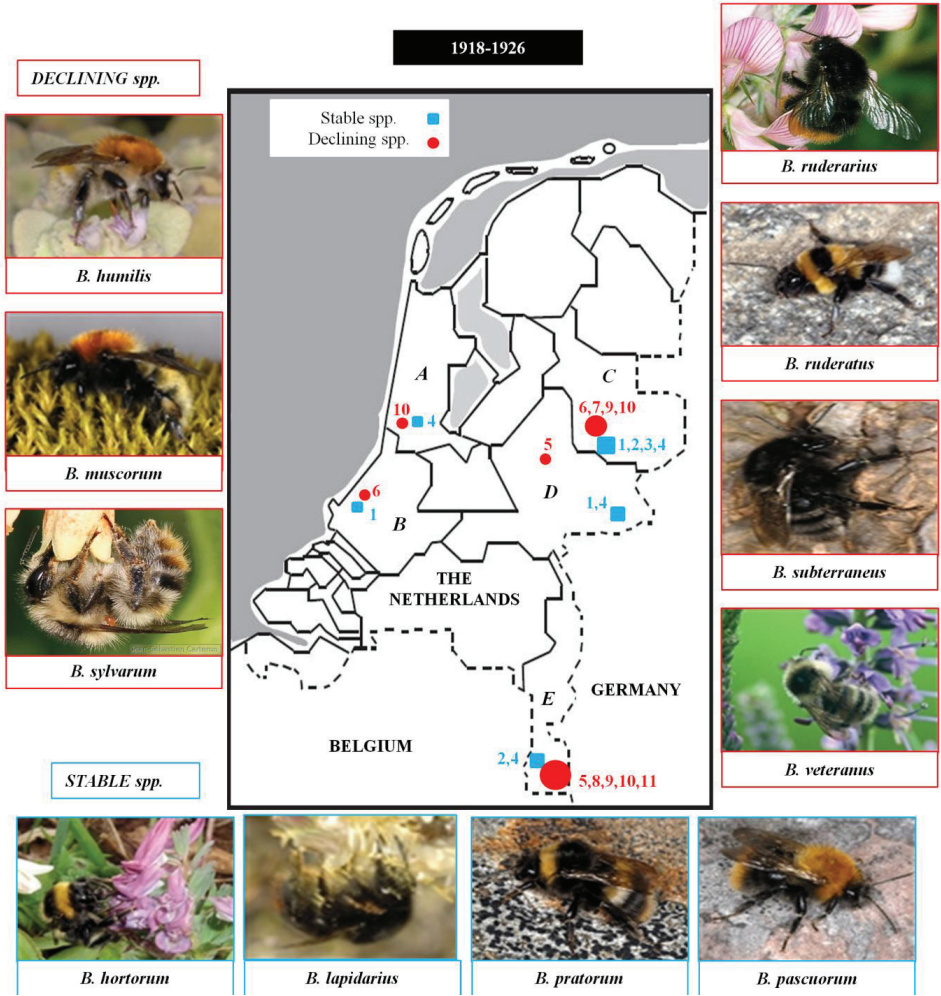 1918-1926
DECLINING spp.
B. humilis
B. muscorum
B. sylvarum
STABLE spp.
Stable spp.
Declining spp.
A
10
4
6
1
B
C
6,7,9,10
1,2,3,4
5
D
1,4
THE
NETHERLANDS
E
GERMANY
BELGIUM
2,4
5,8,9,10,11
B. ruderarius
B. ruderatus
B. subterraneus
B. veteranus
B. hortorum
B. lapidarius
B. pratorum
B. pascuorum